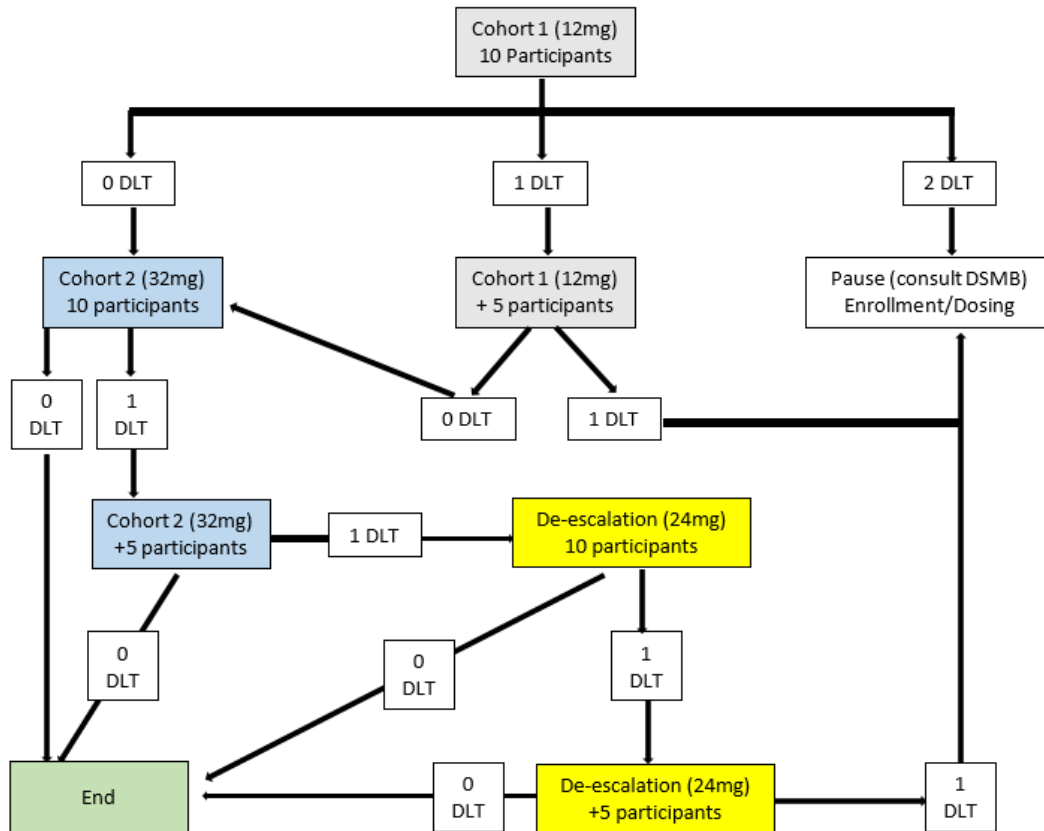 Cohort 1 (12mg)
10 Participants
0 DLT
1 DLT
2 DLT
Cohort 2 (32mg)
10 participants
Cohort 1 (12mg)
+ 5 participants
Pause (consult DSMB)
Enrollment/Dosing
0
DLT
1
DLT
0 DLT
1 DLT
Cohort 2 (32mg)
+5 participants
1 DLT
De-escalation (24mg)
10 participants
0
DLT
0
DLT
1
DLT
End
0
DLT
De-escalation (24mg)
+5 participants
1
DLT